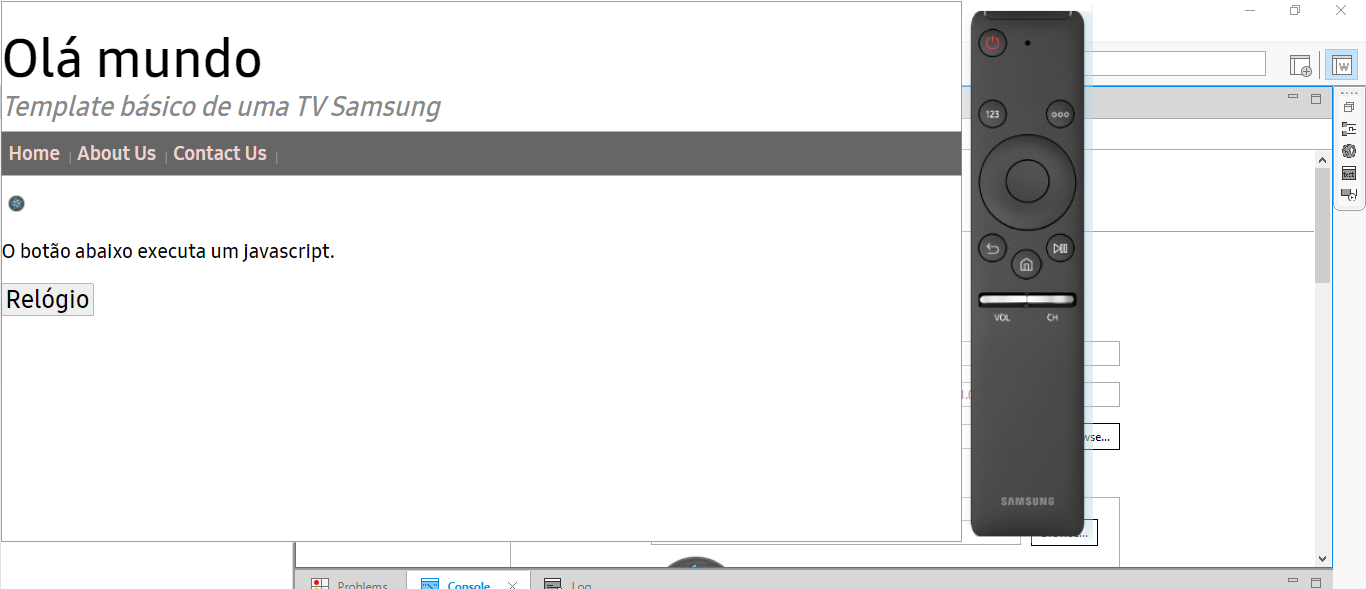 Olá mundo
Template básico de uma TV Samsung
Home | About Us | Contact Us |
O botão abaixo executa um javascript.
Relógio
123
VOL CH
SAMSUNG
Problems Console Log